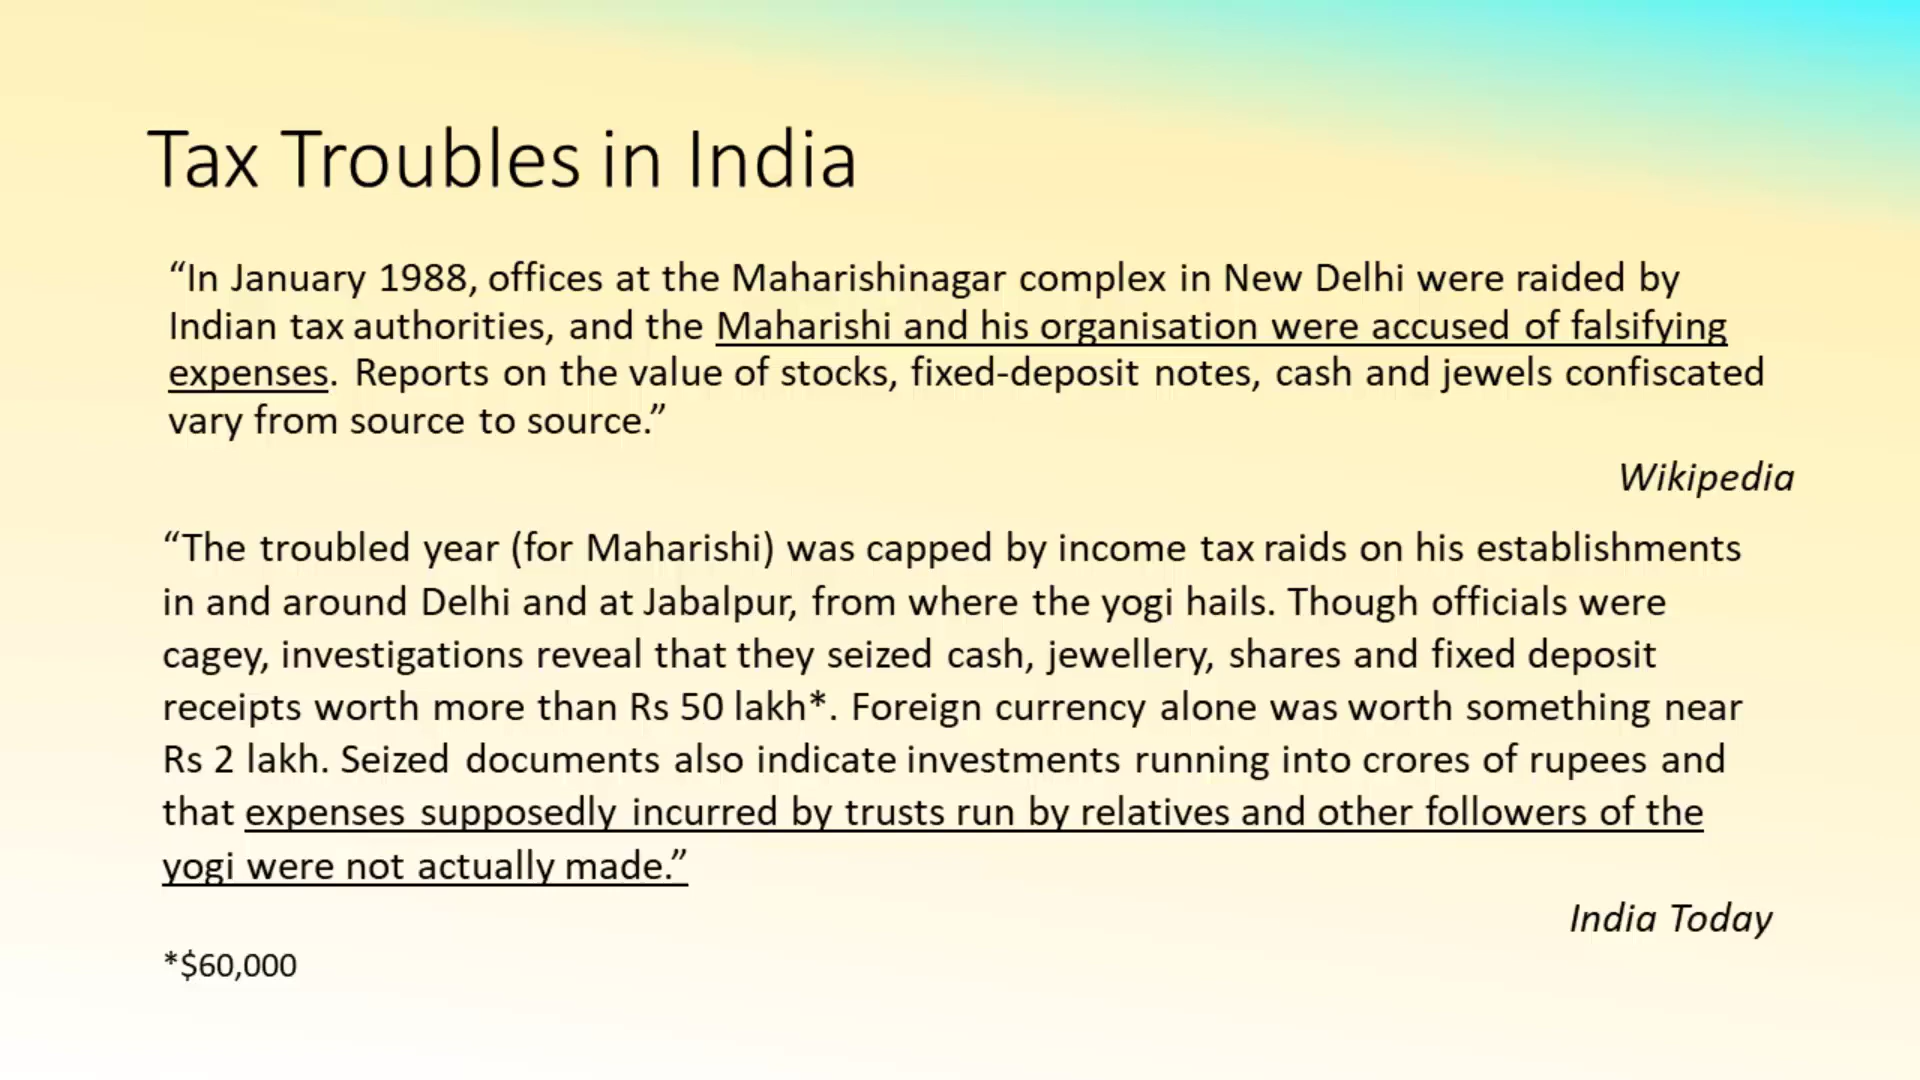 Tax Troubles in India
“In January 1988, offices at the Maharishinagar complex in New Delhi were raided by
Indian tax authorities, and the Maharishi and his organisation were accused of falsifying
expenses. Reports on the value of stocks, fixed-deposit notes, cash and jewels confiscated
vary from source to source.”
Wikipedia
“The troubled year (for Maharishi) was capped by income tax raids on his establishments
in and around Delhi and at Jabalpur, from where the yogi hails. Though officials were
cagey, investigations reveal that they seized cash, jewellery, shares and fixed deposit
receipts worth more than Rs 50 lakh*. Foreign currency alone was worth something near
Rs 2 lakh. Seized documents also indicate investments running into crores of rupees and
that expenses supposedly incurred by trusts run by relatives and other followers of the
yogi were not actually made.”
India Today
*$60,000